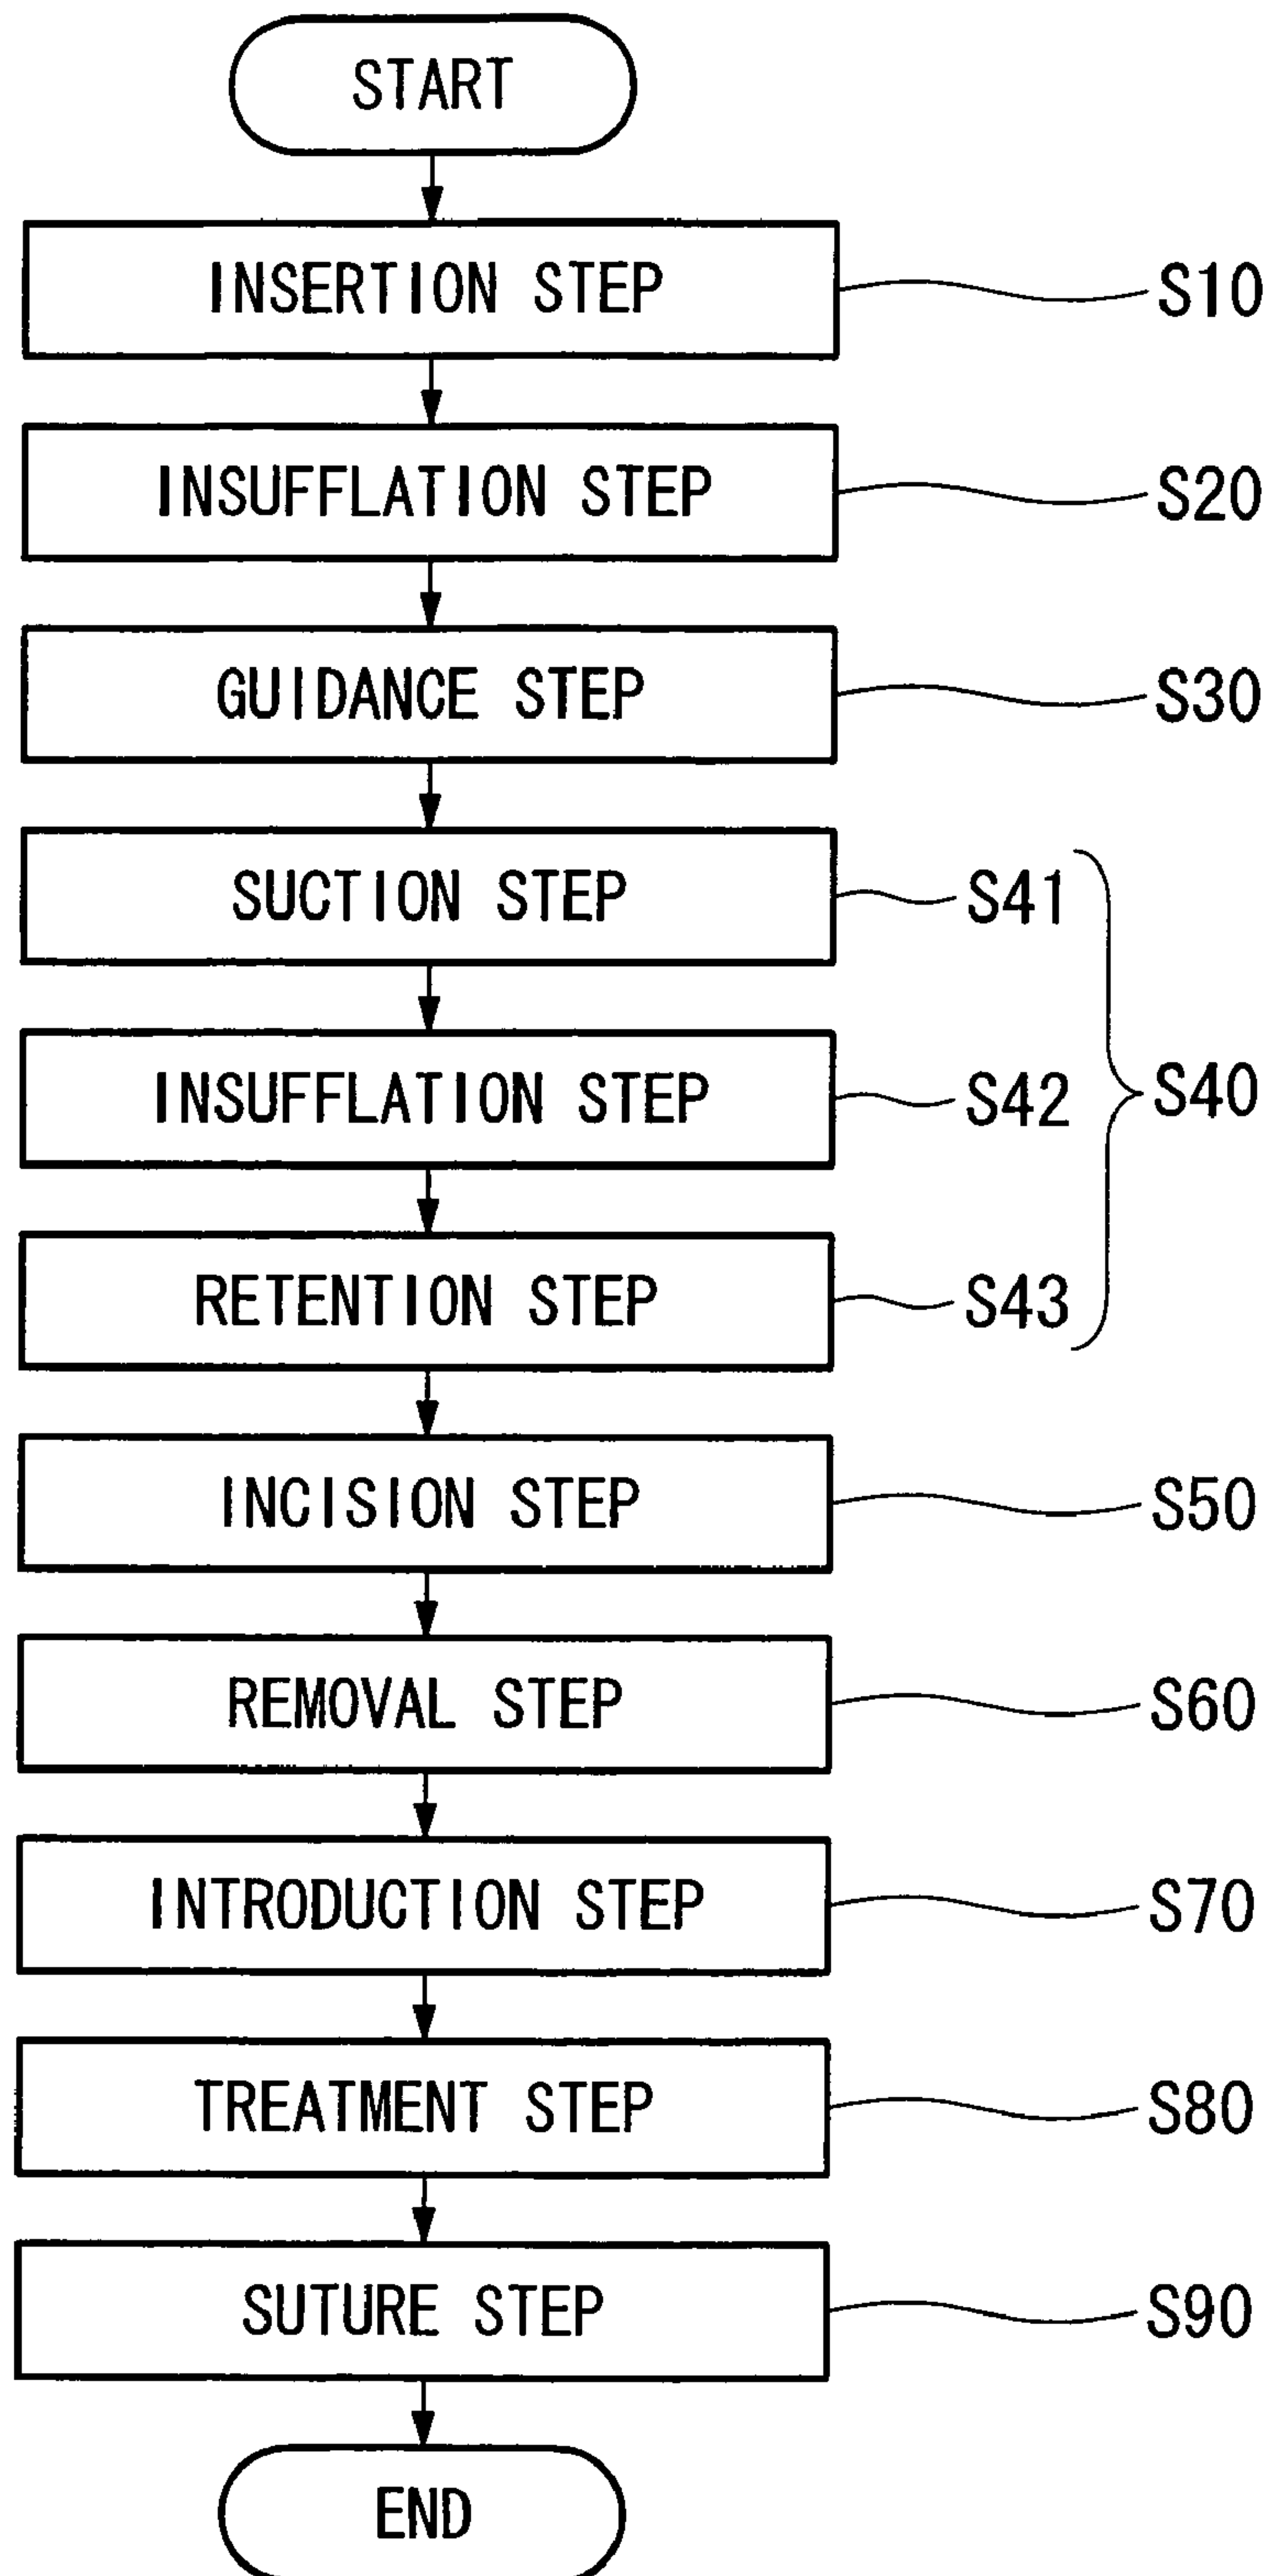 START
INSERTION STEP S10
INSUFFLATION STEP S20
GUIDANCE STEP S30
SUCTION STEP S41
INSUFFLATION STEP S42 S40
RETENTION STEP S43
INCISION STEP S50
REMOVAL STEP S60
INTRODUCTION STEP S70
TREATMENT STEP S80
SUTURE STEP S90
END